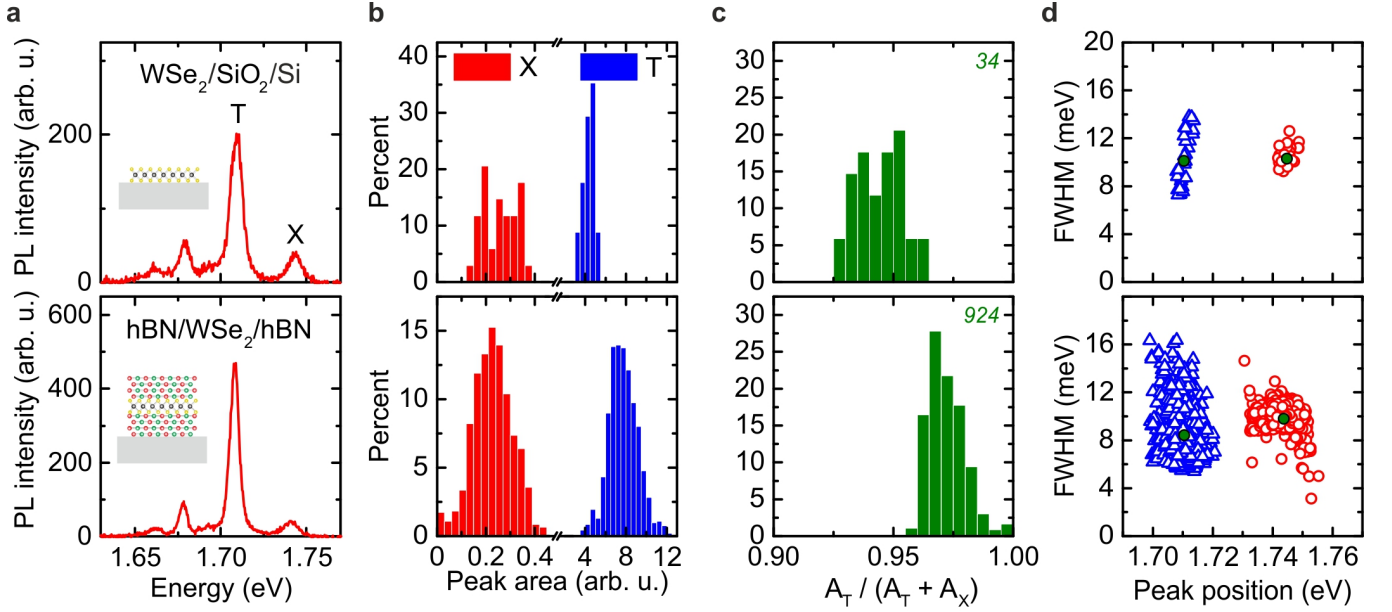 a
b
c
d
PL intensity (arb. u.)
200
0
WSe₂/SiO₂/Si
T
X
Percent
40
30
20
10
0
X
T
30
25
20
15
10
5
0
34
FWHM (meV)
20
16
12
8
4
0
PL intensity (arb. u.)
600
400
200
0
hBN/WSe₂/hBN
1.65
1.70
1.75
Energy (eV)
Percent
15
10
5
0
0
0.2
0.4
4
8
12
Peak area (arb. u.)
30
25
20
15
10
5
0
924
0.90
0.95
1.00
A_T / (A_T + A_X)
FWHM (meV)
16
12
8
4
0
1.70
1.72
1.74
1.76
Peak position (eV)